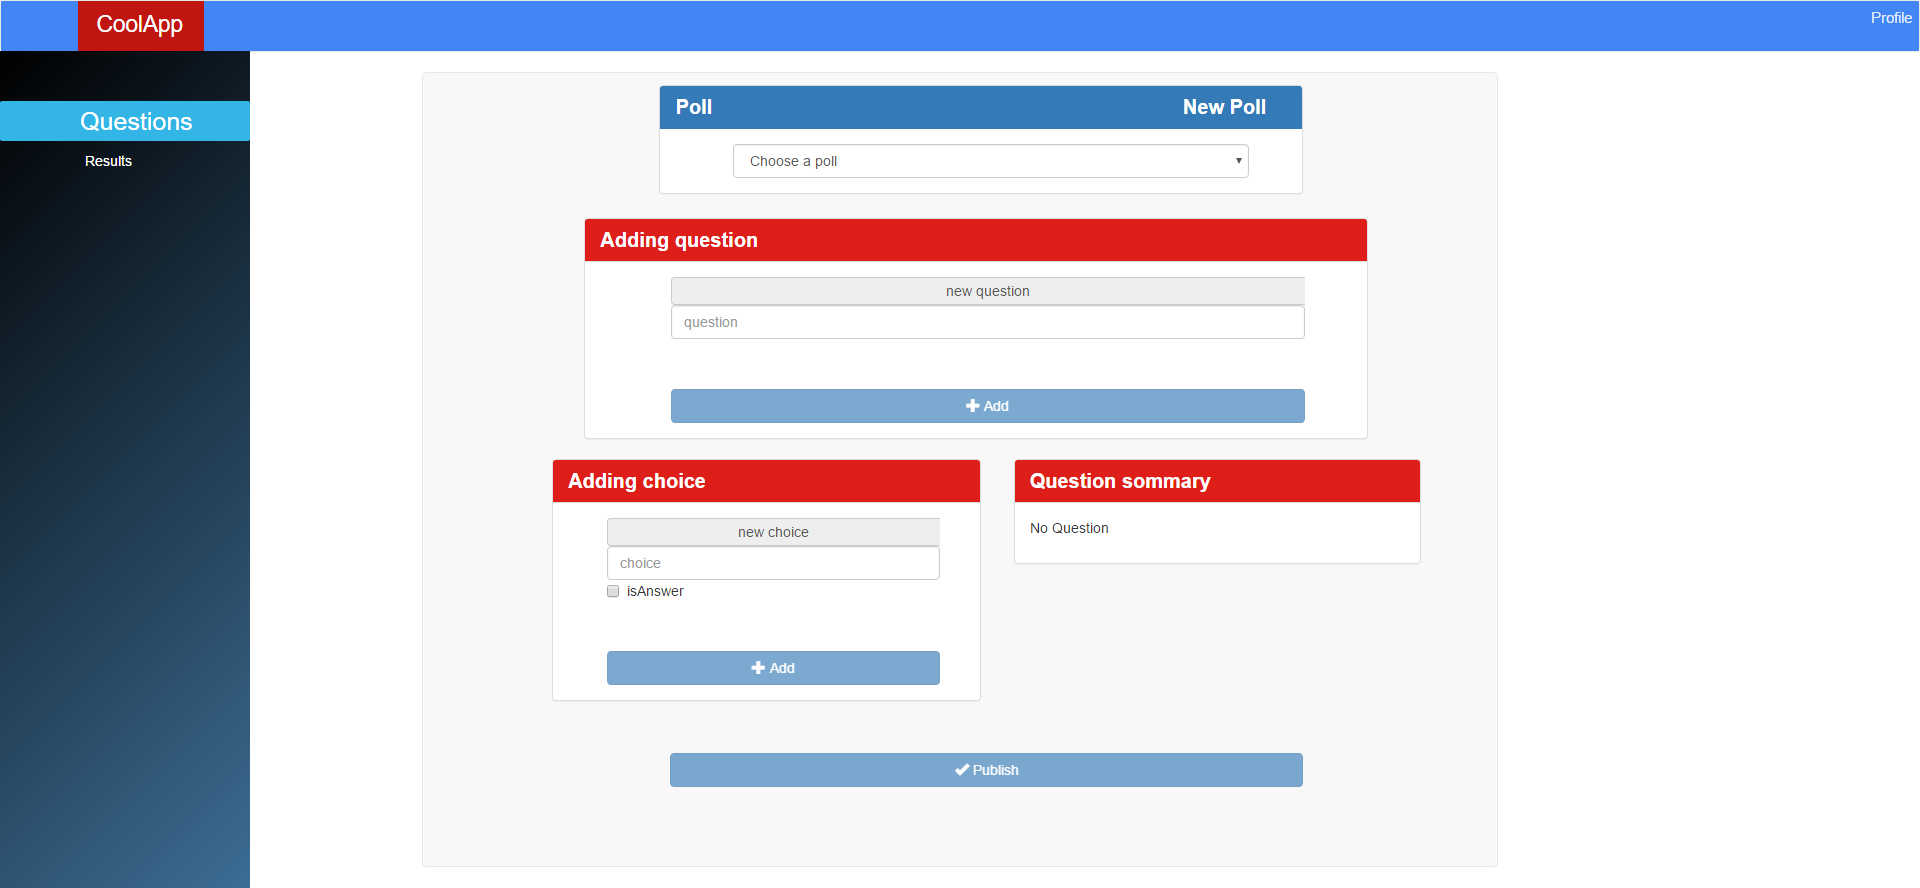 CoolApp
Profile
Questions
Results
Poll New Poll
Choose a poll
Adding question
new question
question
Add
Adding choice
new choice
choice
isAnswer
Add
Question sommary
No Question
Publish